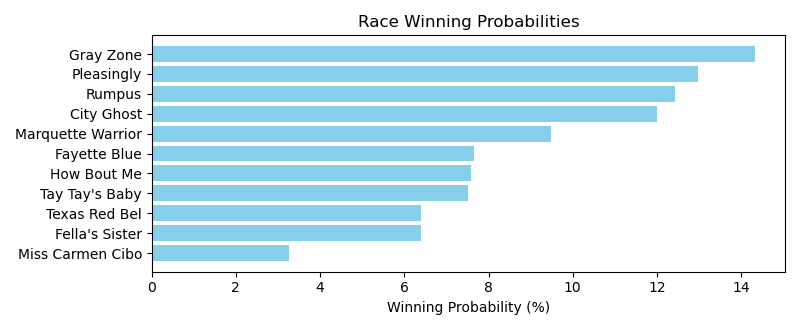 Race Winning Probabilities
Gray Zone
Pleasingly
Rumpus
City Ghost
Marquette Warrior
Fayette Blue
How Bout Me
Tay Tay's Baby
Texas Red Bel
Fella's Sister
Miss Carmen Cibo
0 2 4 6 8 10 12 14
Winning Probability (%)